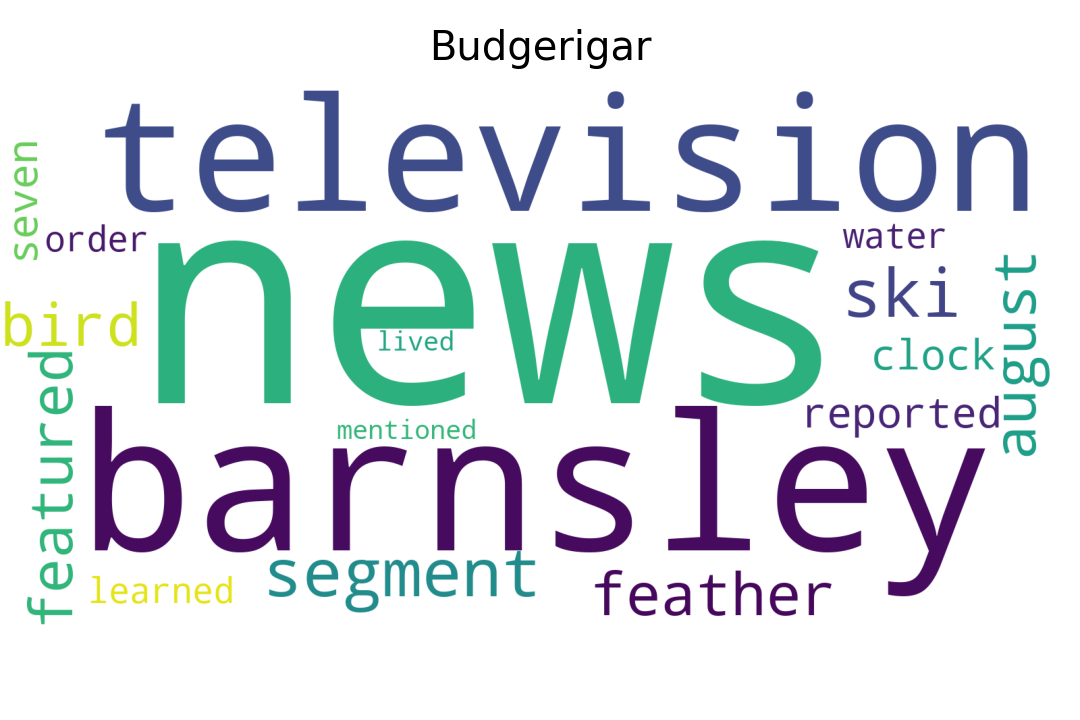 Budgerigar
television
seven
order
news
water
ski
bird
lived
clock
august
featured
mentioned
reported
barnsley
segment
learned
feather